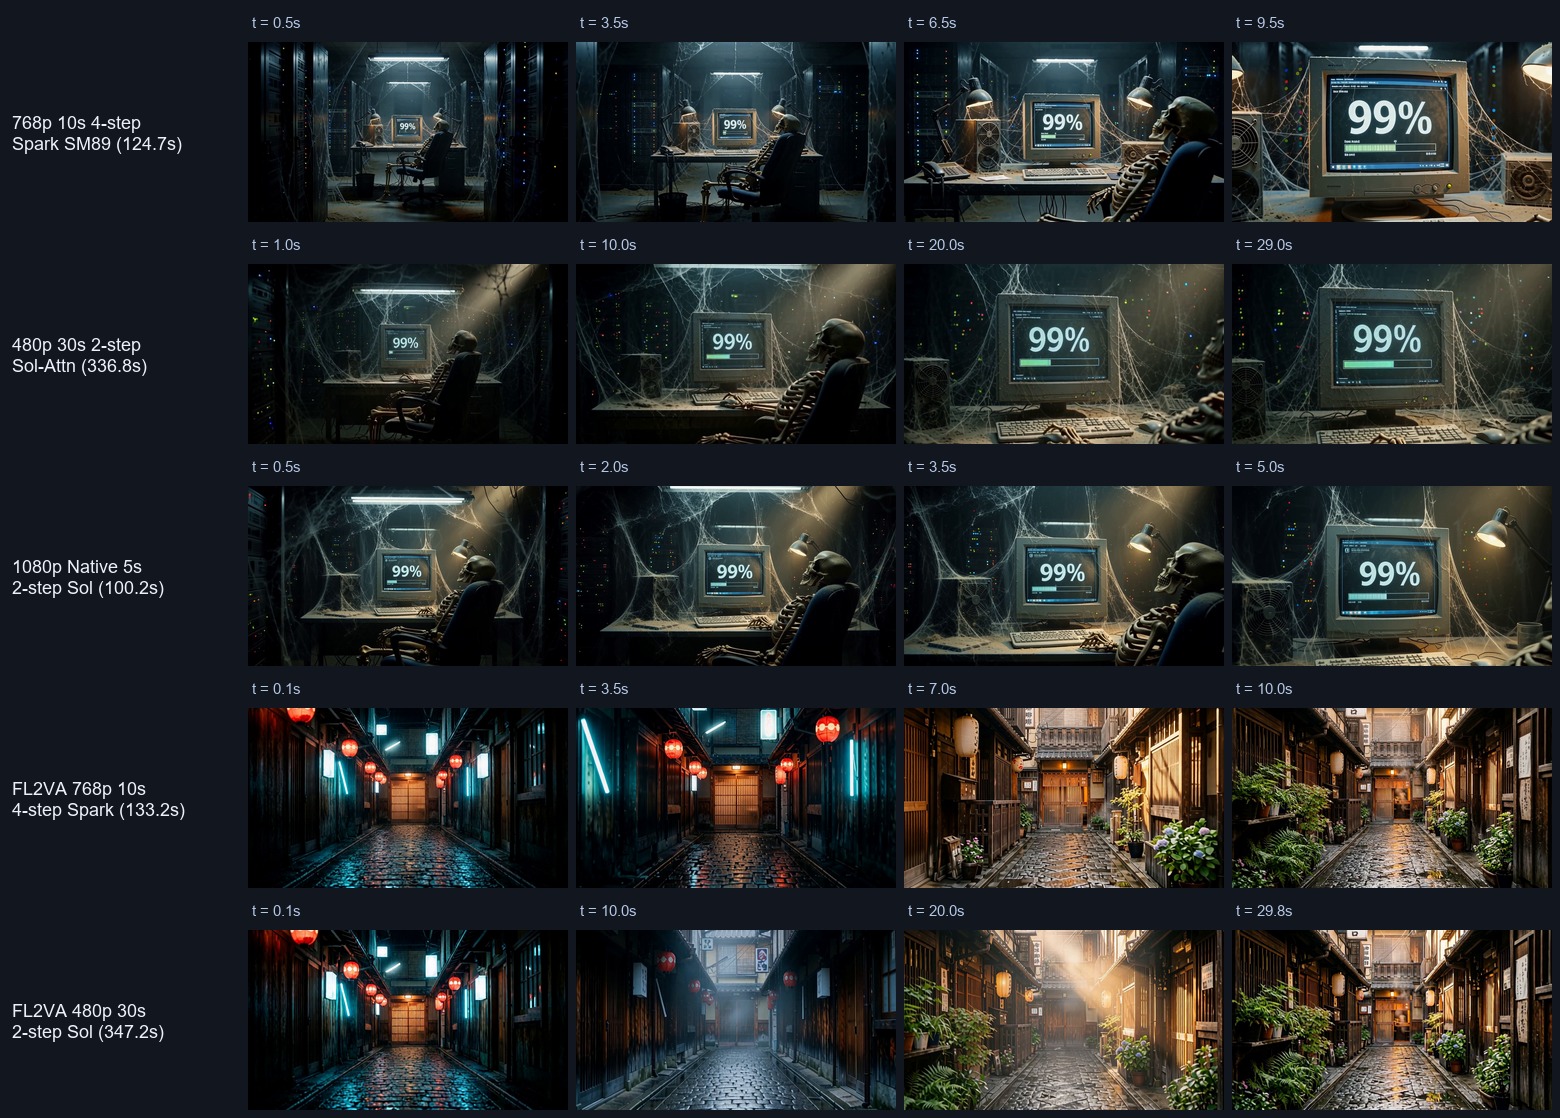 t = 0.5s t = 3.5s t = 6.5s t = 9.5s
768p 10s 4-step
Spark SM89 (124.7s)
99% 99% 99% 99%
t = 1.0s t = 10.0s t = 20.0s t = 29.0s
480p 30s 2-step
Sol-Attn (336.8s)
99% 99% 99% 99%
t = 0.5s t = 2.0s t = 3.5s t = 5.0s
1080p Native 5s
2-step Sol (100.2s)
99% 99% 99% 99%
t = 0.1s t = 3.5s t = 7.0s t = 10.0s
FL2VA 768p 10s
4-step Spark (133.2s)
t = 0.1s t = 10.0s t = 20.0s t = 29.8s
FL2VA 480p 30s
2-step Sol (347.2s)